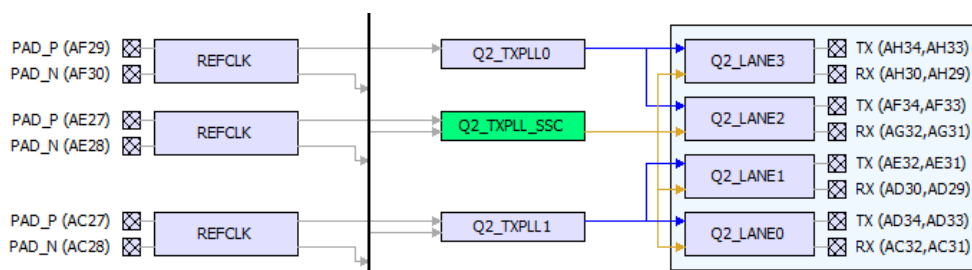 PAD_P (AF29)
PAD_N (AF30)
REFCLK
Q2_TXPLL0
Q2_LANE3
TX (AH34,AH33)
RX (AH30,AH29)
PAD_P (AE27)
PAD_N (AE28)
REFCLK
Q2_TXPLL_SSC
Q2_LANE2
TX (AF34,AF33)
RX (AG32,AG31)
Q2_LANE1
TX (AE32,AE31)
RX (AD30,AD29)
PAD_P (AC27)
PAD_N (AC28)
REFCLK
Q2_TXPLL1
Q2_LANE0
TX (AD34,AD33)
RX (AC32,AC31)